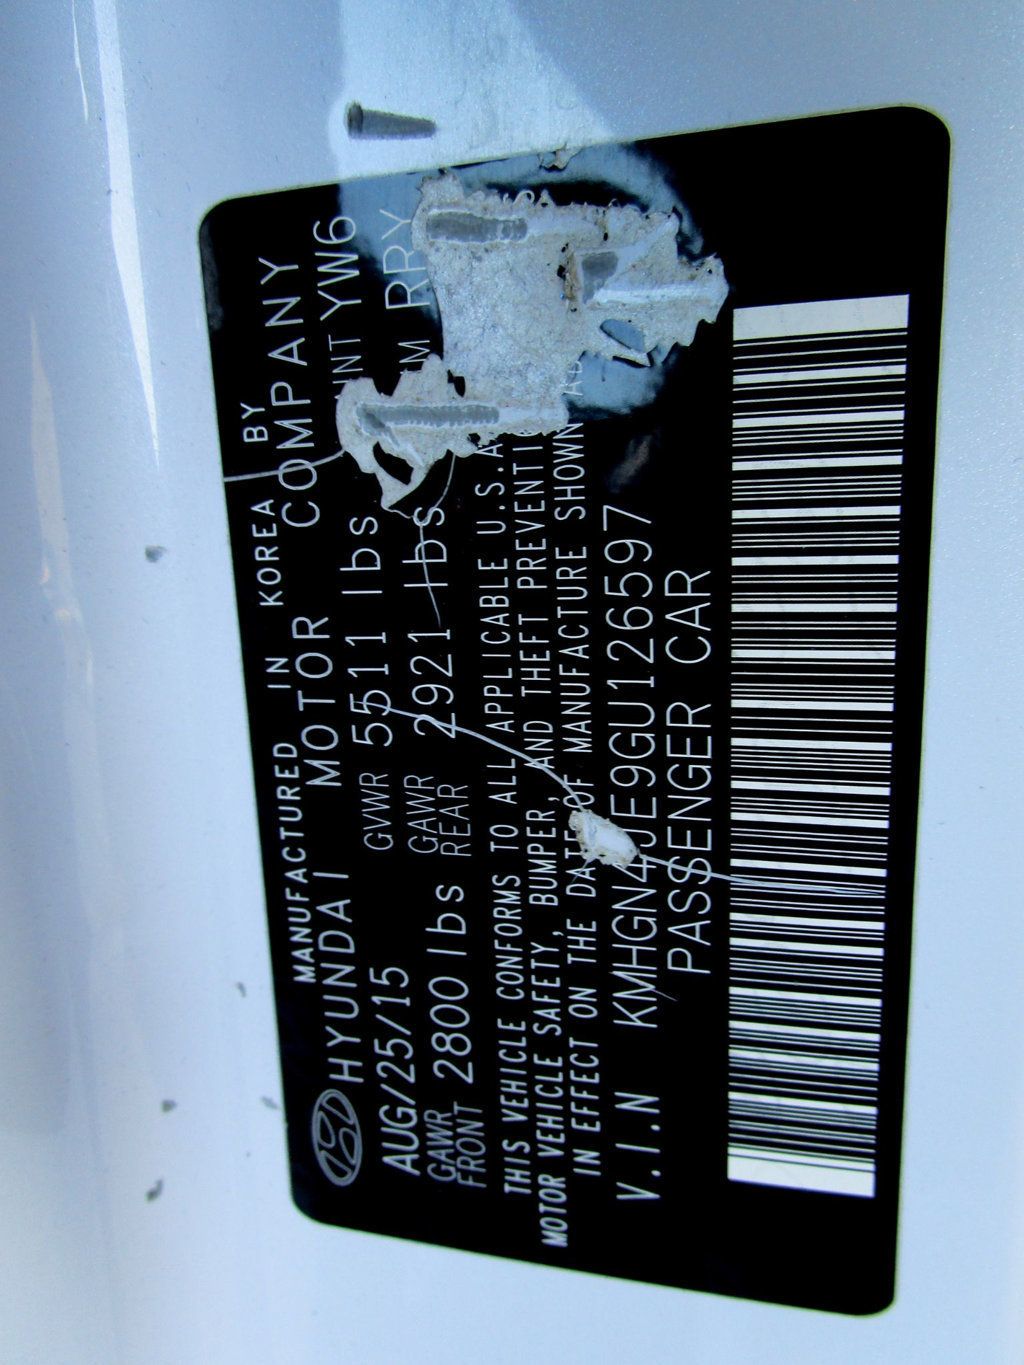 MANUFACTURED IN KOREA BY
HYUNDAI MOTOR COMPANY
AUG/25/15 GVWR 5511 lbs YW6
GAWR FRONT 2800 lbs GAWR REAR 2921 lbs RRY
THIS VEHICLE CONFORMS TO ALL APPLICABLE U.S.A
MOTOR VEHICLE SAFETY, BUMPER, AND THEFT
IN EFFECT ON THE DATE OF MANUFACTURE SHOWN
V.I.N KMHGN4JE9GU126597
PASSENGER CAR